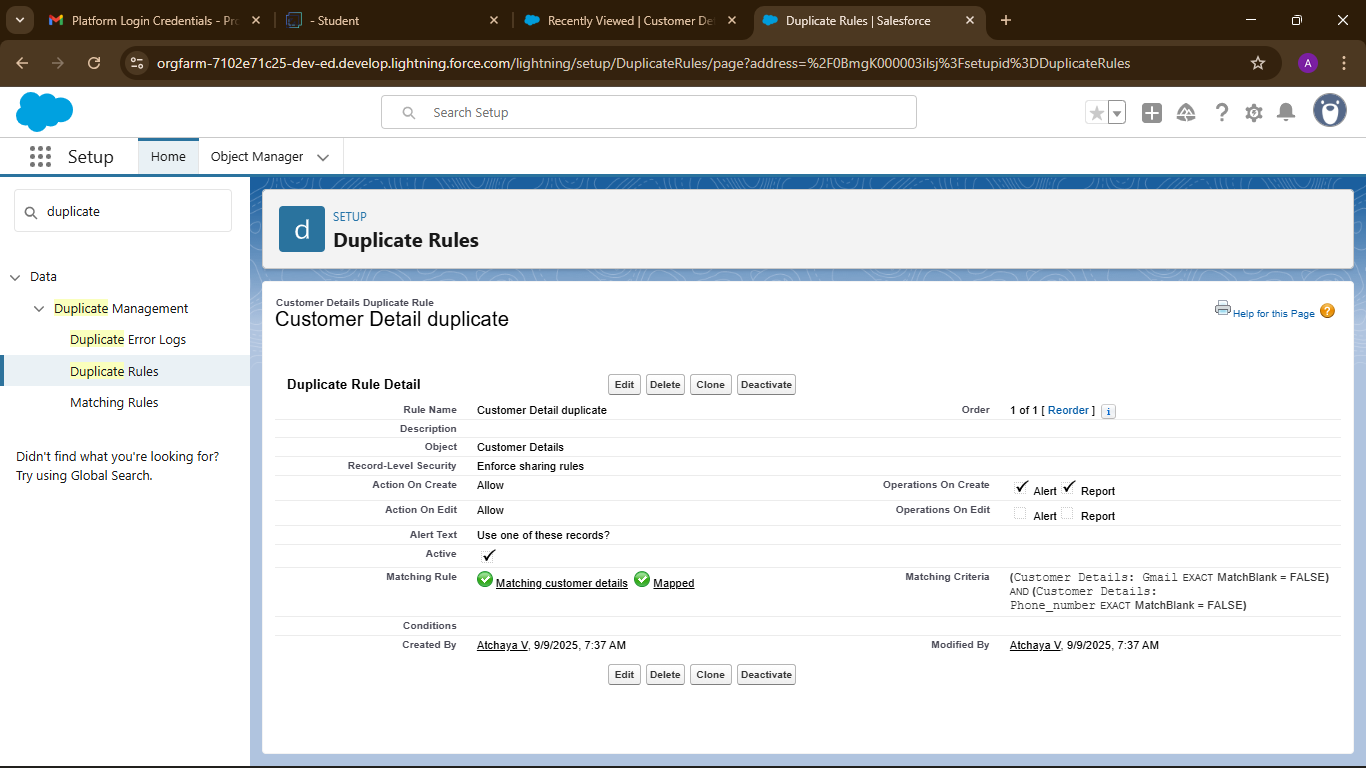 Platform Login Credentials - Pro
- Student
Recently Viewed | Customer De
Duplicate Rules | Salesforce
orgfarm-7102e71c25-dev-ed.develop.lightning.force.com/lightning/setup/DuplicateRules/page?address=%2F0BmgK000003ilsj%3Fsetupid%3DDuplicateRules
A
Search Setup
Setup
Home
Object Manager
duplicate
Data
Duplicate Management
Duplicate Error Logs
Duplicate Rules
Matching Rules
Didn't find what you're looking for?
Try using Global Search.
d
SETUP
Duplicate Rules
Customer Details Duplicate Rule
Customer Detail duplicate
Help for this Page ?
Duplicate Rule Detail Edit Delete Clone Deactivate
Rule Name Customer Detail duplicate Order 1 of 1 [ Reorder ] i
Description
Object Customer Details
Record-Level Security Enforce sharing rules
Action On Create Allow Operations On Create Alert Report
Action On Edit Allow Operations On Edit Alert Report
Alert Text Use one of these records?
Active
Matching Rule Matching customer details Mapped Matching Criteria (Customer Details: Gmail EXACT MatchBlank = FALSE)
AND (Customer Details:
Phone_number EXACT MatchBlank = FALSE)
Conditions
Created By Atchaya V, 9/9/2025, 7:37 AM Modified By Atchaya V, 9/9/2025, 7:37 AM
Edit Delete Clone Deactivate